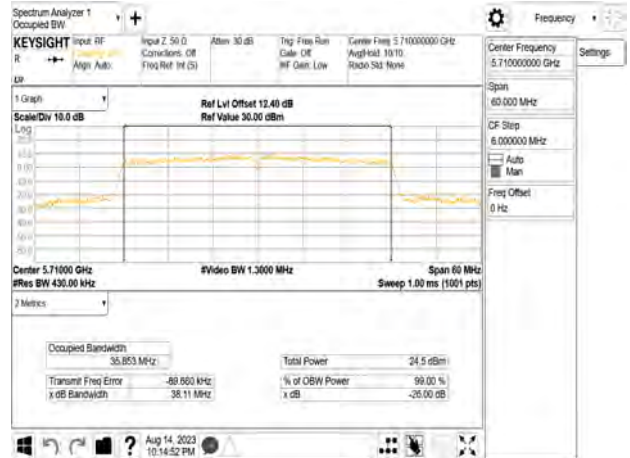 Spectrum Analyzer 1
Occupied BW
+
Frequency
KEYSIGHT
R
Input: RF
Align: Auto
Input Z: 50 Ω
Corrections: Off
Freq Ref: Int (S)
Atten: 30 dB
Trig: Free Run
Gate: Off
#IF Gain: Low
Center Freq: 5.710000000 GHz
Avg|Hold: 10/10
Radio Std: None
Center Frequency
5.710000000 GHz
Settings
Span
60.000 MHz
CF Step
6.000000 MHz
Auto
Man
Freq Offset
0 Hz
1 Graph
Scale/Div 10.0 dB
Ref Lvl Offset 12.40 dB
Ref Value 30.00 dBm
Log
Center 5.71000 GHz
#Video BW 1.3000 MHz
Span 60 MHz
#Res BW 430.00 kHz
Sweep 1.00 ms (1001 pts)
2 Metrics
Occupied Bandwidth
35.853 MHz
Total Power
24.5 dBm
Transmit Freq Error
-89.660 kHz
% of OBW Power
99.00 %
x dB Bandwidth
38.11 MHz
x dB
-26.00 dB
?
Aug 14, 2023
10:14:52 PM